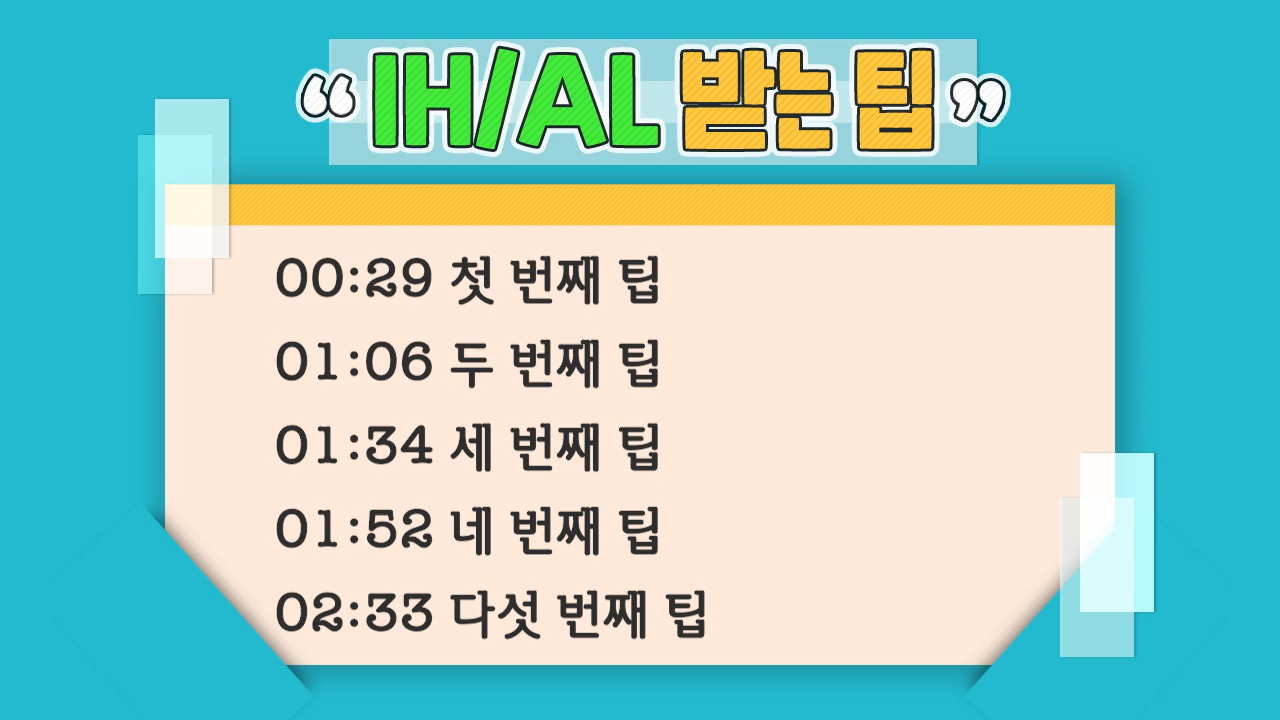 “IH/AL 받는 팁”
00:29 첫 번째 팁
01:06 두 번째 팁
01:34 세 번째 팁
01:52 네 번째 팁
02:33 다섯 번째 팁